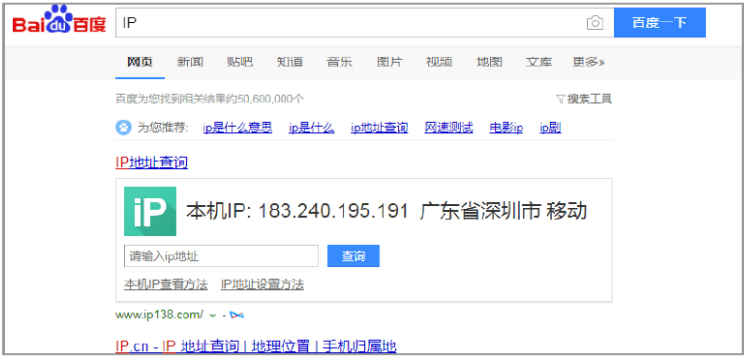 Bai du 百度 IP 百度一下
网页 新闻 贴吧 知道 音乐 图片 视频 地图 文库 更多»
百度为您找到相关结果约50,600,000个 搜索工具
为您推荐: ip是什么意思 ip是什么 ip地址查询 网速测试 电影ip ip剧
IP地址查询
iP 本机IP: 183.240.195.191 广东省深圳市 移动
请输入ip地址 查询
本机IP查看方法 IP地址设置方法
www.ip138.com/ -
IP.cn - IP 地址查询 | 地理位置 | 手机归属地